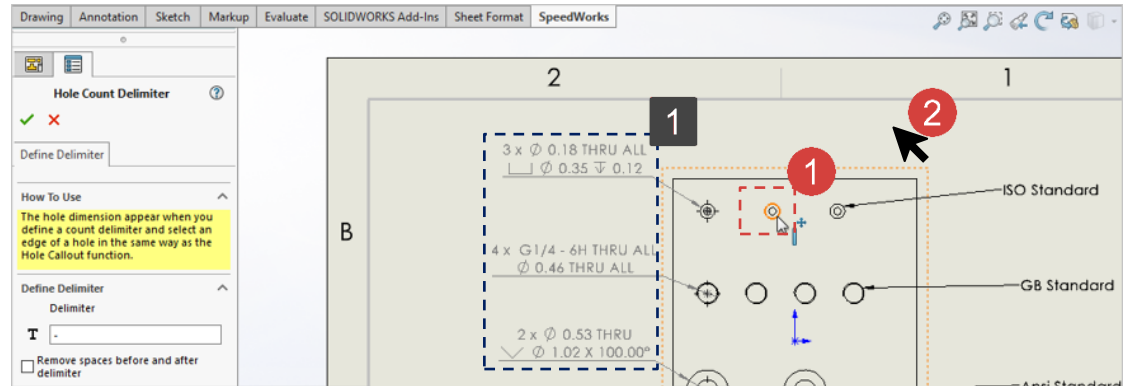 Drawing Annotation Sketch Markup Evaluate SOLIDWORKS Add-Ins Sheet Format SpeedWorks
Hole Count Delimiter
Define Delimiter
How To Use
The hole dimension appear when you
define a count delimiter and select an
edge of a hole in the same way as the
Hole Callout function.
Define Delimiter
Delimiter
T -
Remove spaces before and after
delimiter
2 1
B
1
2
1
3 x ∅ 0.18 THRU ALL
⌴ ∅ 0.35 ↧ 0.12
ISO Standard
4 x G1/4 - 6H THRU ALL
∅ 0.46 THRU ALL
GB Standard
2 x ∅ 0.53 THRU
⌵ ∅ 1.02 X 100.00°
Ansi Standard